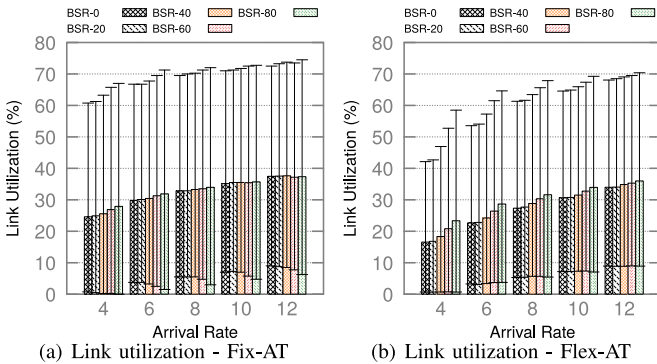 BSR-0 BSR-40 BSR-80
BSR-20 BSR-60
80
70
60
50
40
30
20
10
0
Link Utilization (%)
4 6 8 10 12
Arrival Rate
(a) Link utilization - Fix-AT
BSR-0 BSR-40 BSR-80
BSR-20 BSR-60
80
70
60
50
40
30
20
10
0
Link Utilization (%)
4 6 8 10 12
Arrival Rate
(b) Link utilization - Flex-AT